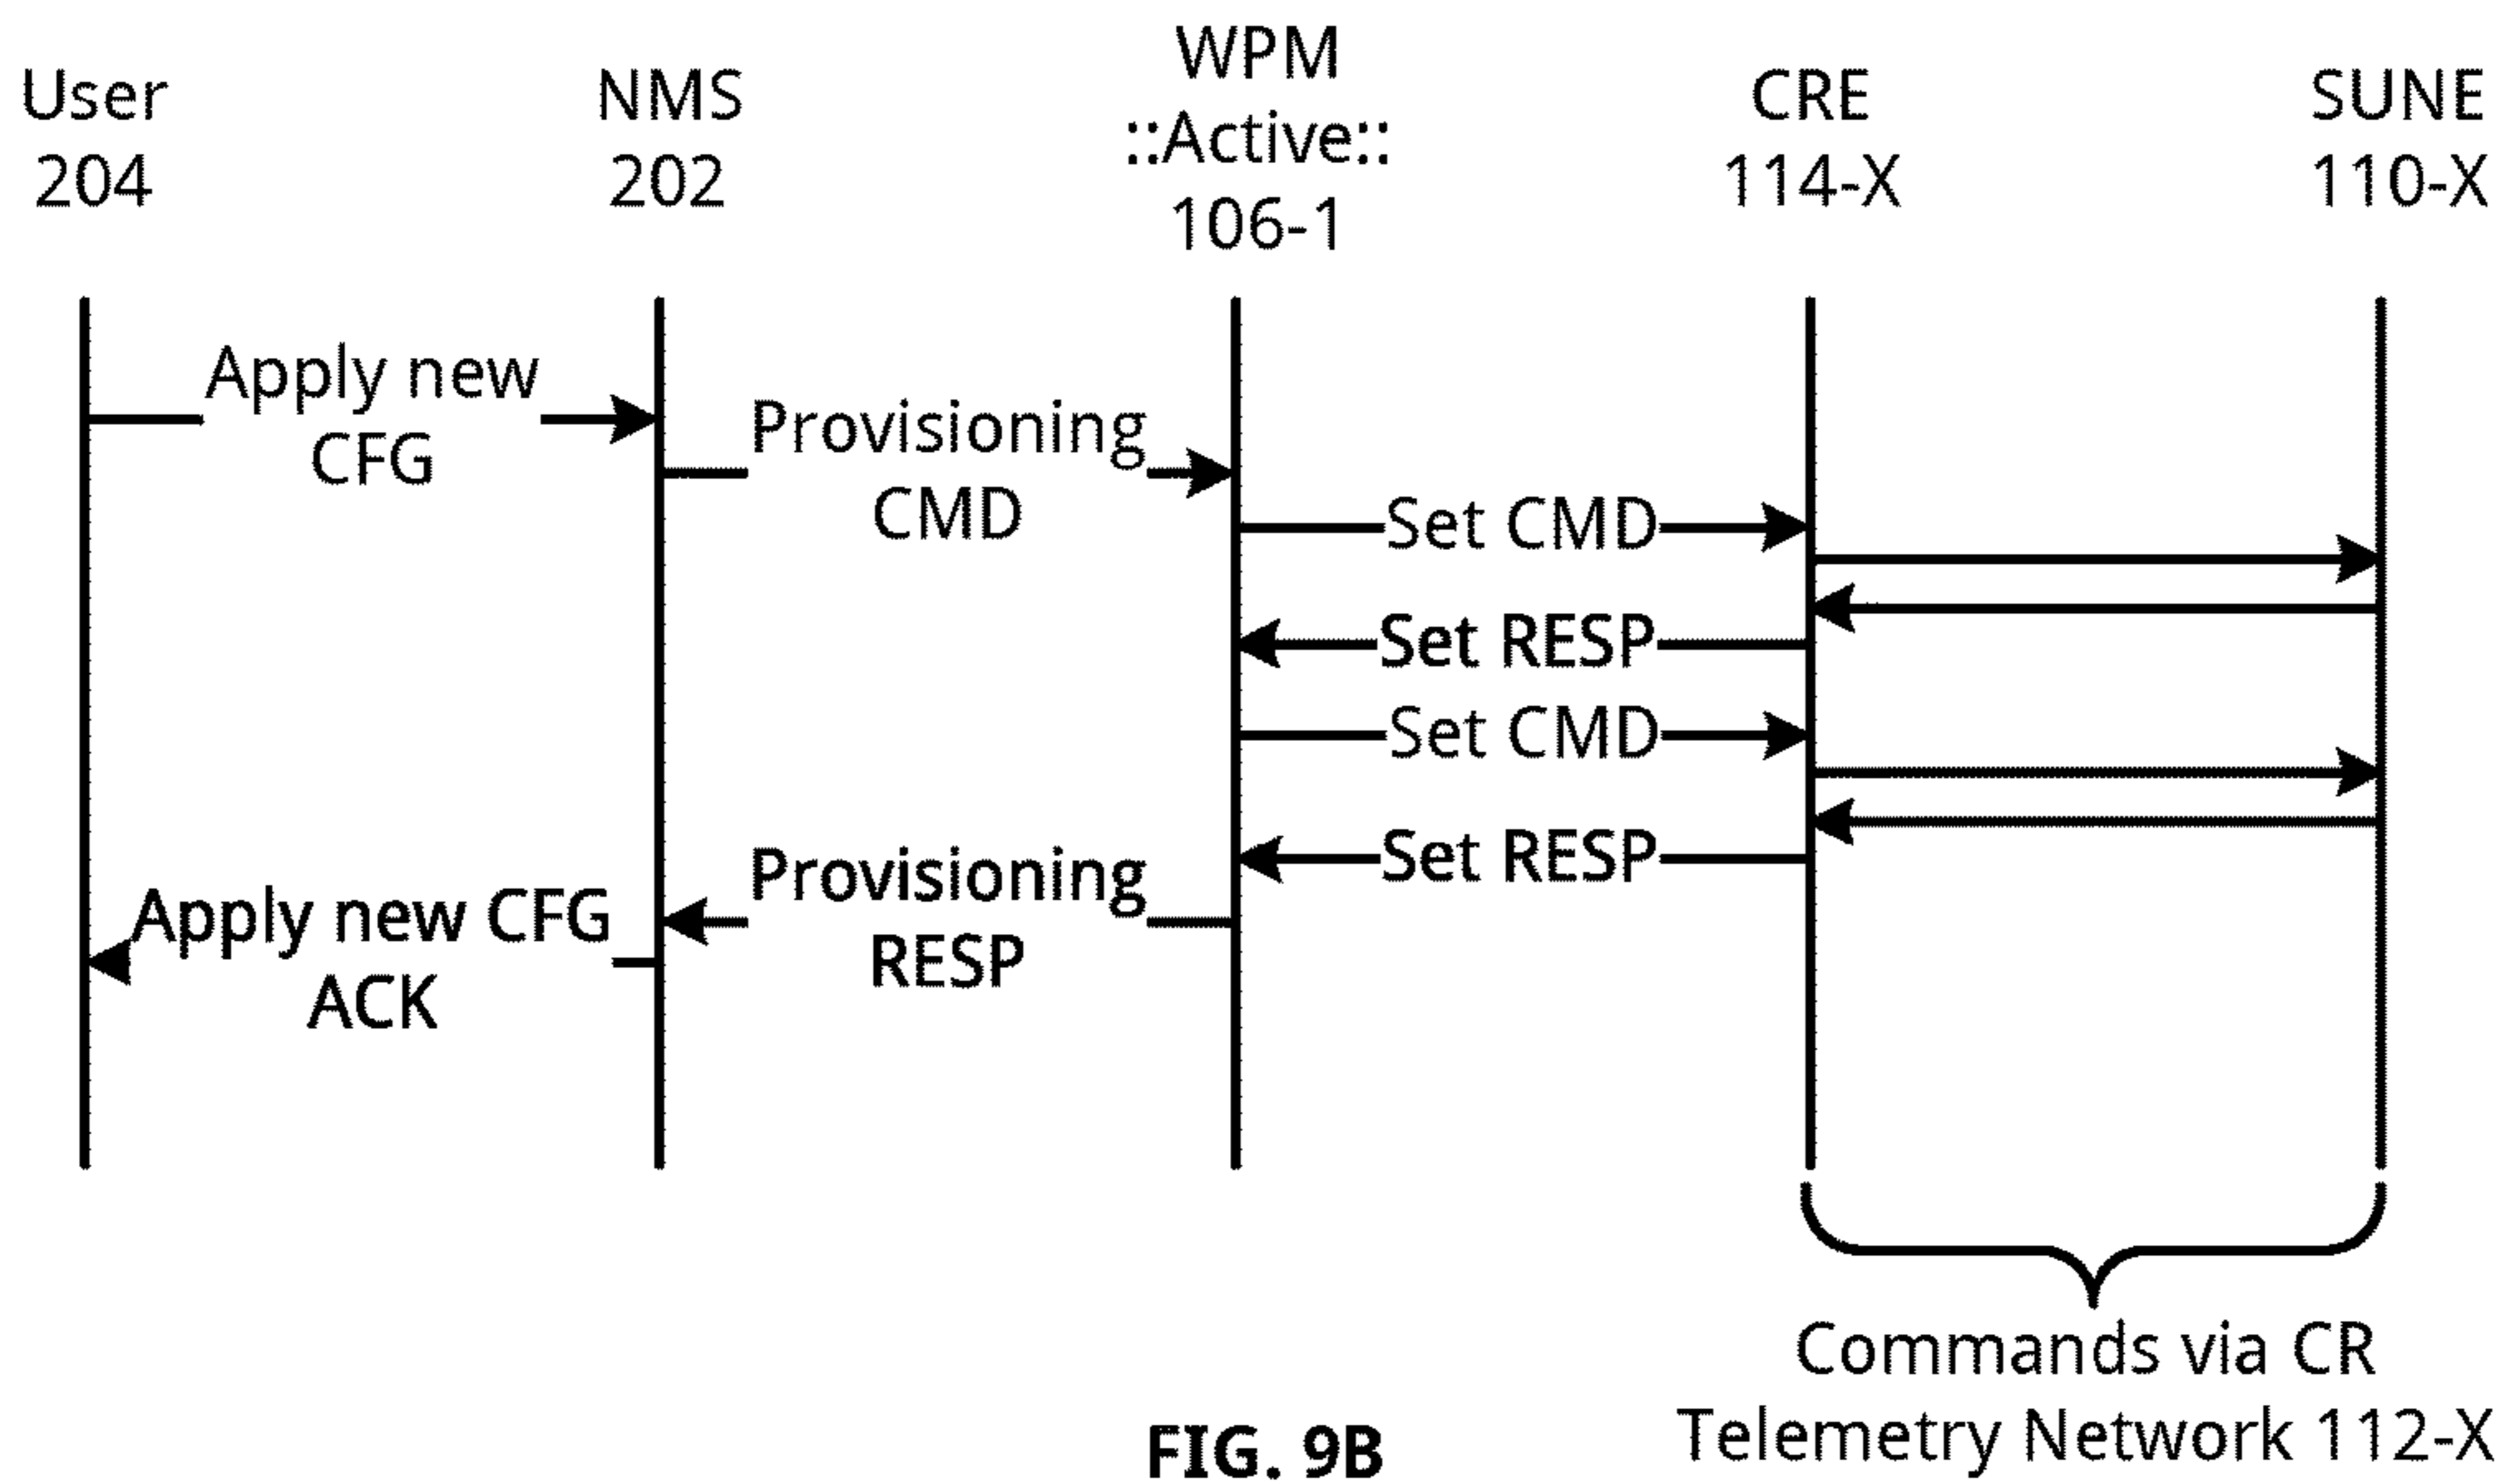 User
204
NMS
202
WPM
::Active::
106-1
CRE
114-X
SUNE
110-X
Apply new
CFG
Provisioning
CMD
Set CMD
Set RESP
Set CMD
Set RESP
Provisioning
RESP
Apply new CFG
ACK
Commands via CR
Telemetry Network 112-X
FIG. 9B